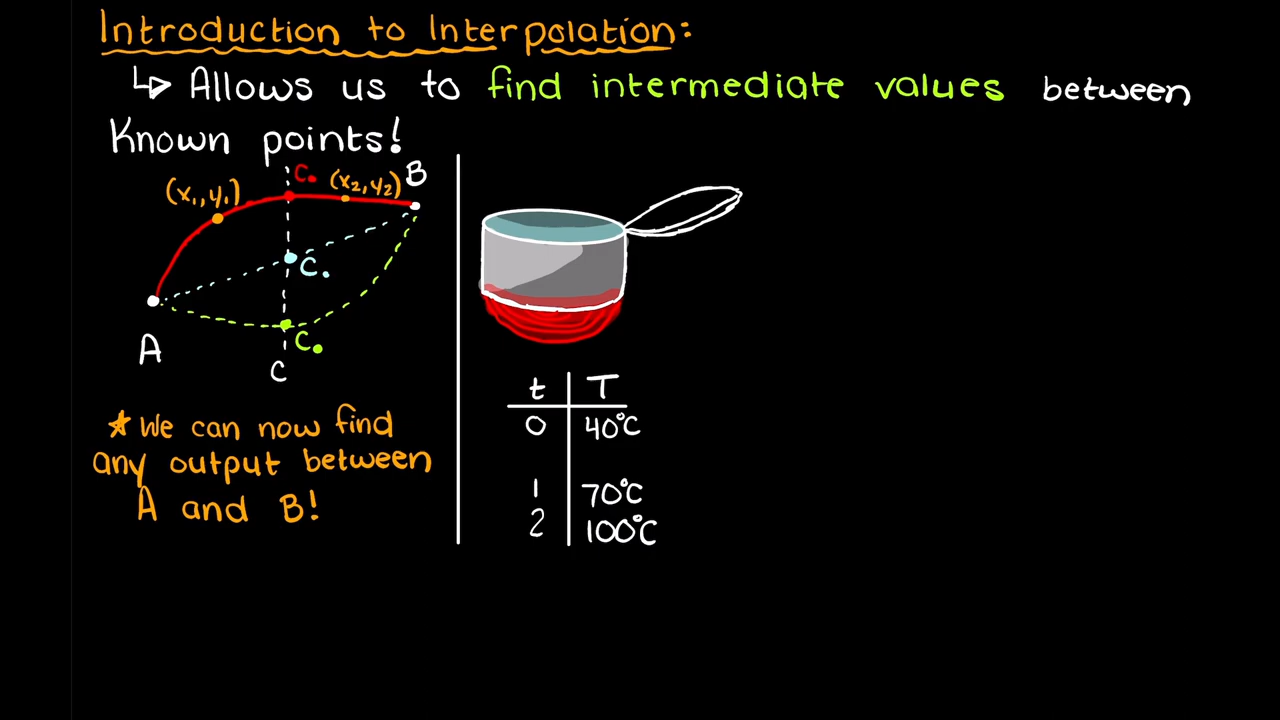 Introduction to Interpolation:
↳ Allows us to find intermediate values between
Known points!
(x₁,y₁) C. (x₂,y₂) B
C.
C.
A
C
* We can now find
any output between
A and B!
t T
0 40°C
1 70°C
2 100°C